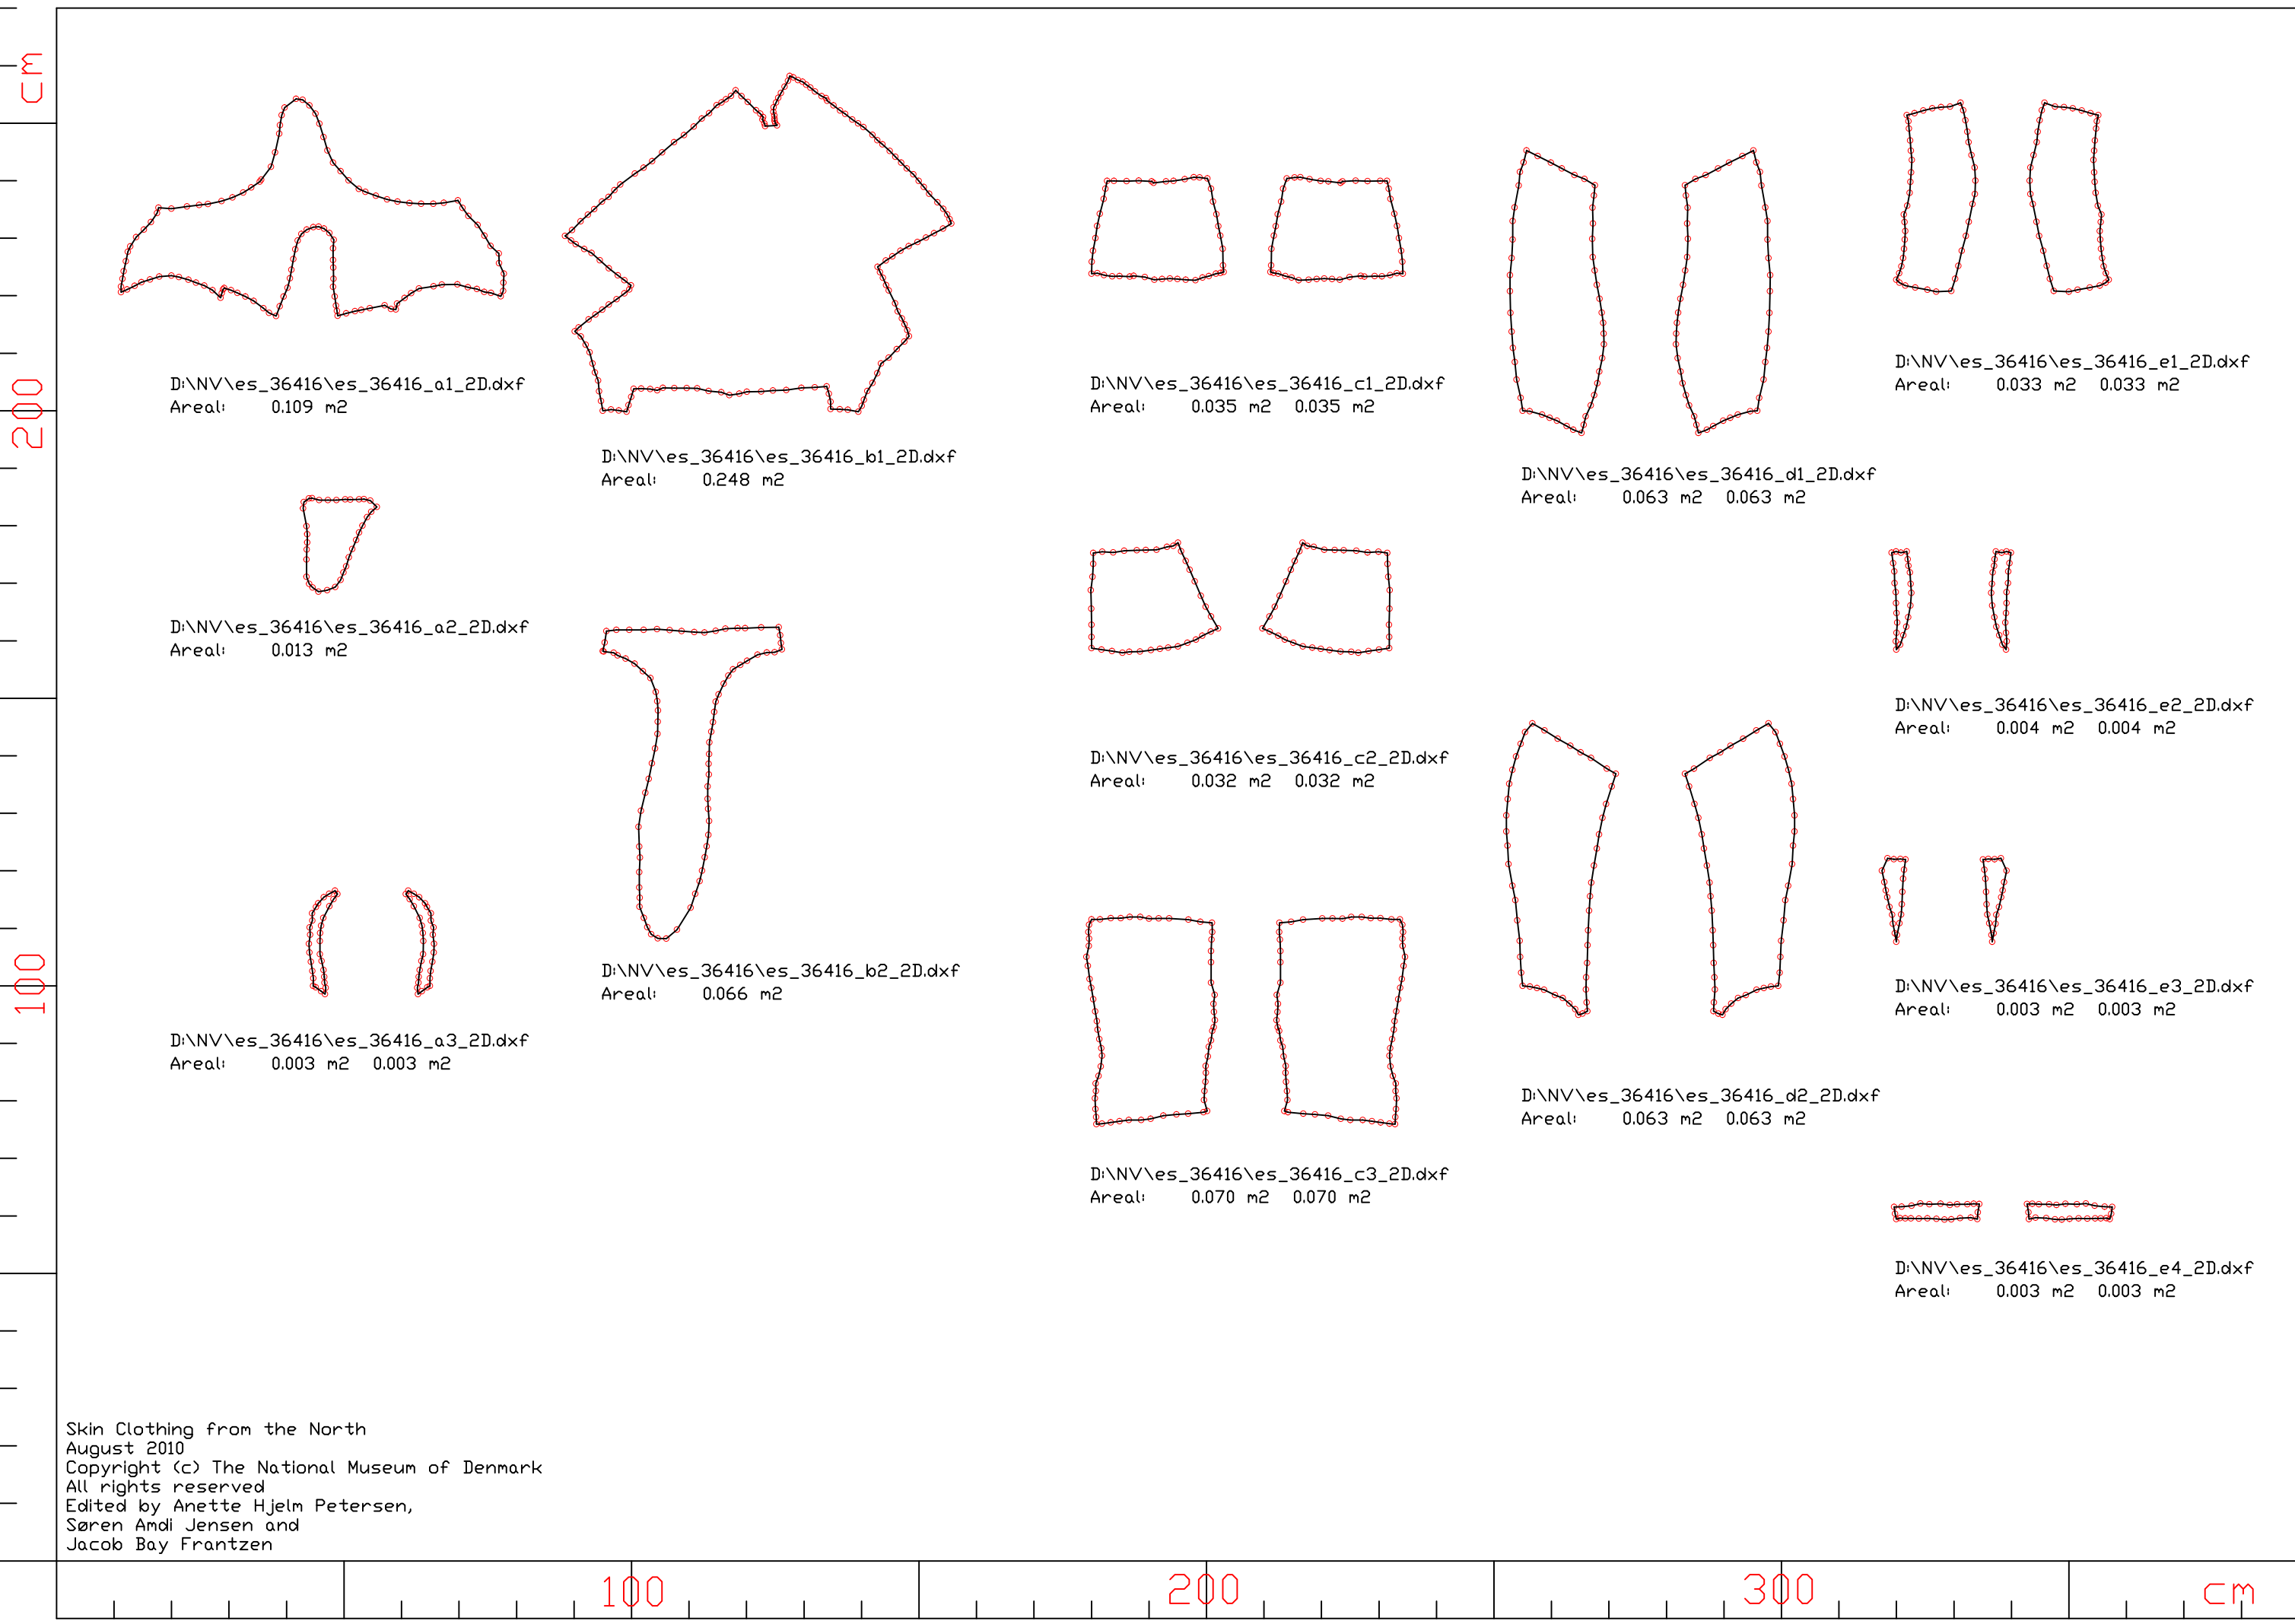 cm
200
100
D:\NV\es_36416\es_36416_a1_2D.dxf
Areal: 0.109 m2
D:\NV\es_36416\es_36416_a2_2D.dxf
Areal: 0.013 m2
D:\NV\es_36416\es_36416_a3_2D.dxf
Areal: 0.003 m2 0.003 m2
D:\NV\es_36416\es_36416_b1_2D.dxf
Areal: 0.248 m2
D:\NV\es_36416\es_36416_b2_2D.dxf
Areal: 0.066 m2
D:\NV\es_36416\es_36416_c1_2D.dxf
Areal: 0.035 m2 0.035 m2
D:\NV\es_36416\es_36416_c2_2D.dxf
Areal: 0.032 m2 0.032 m2
D:\NV\es_36416\es_36416_c3_2D.dxf
Areal: 0.070 m2 0.070 m2
D:\NV\es_36416\es_36416_d1_2D.dxf
Areal: 0.063 m2 0.063 m2
D:\NV\es_36416\es_36416_d2_2D.dxf
Areal: 0.063 m2 0.063 m2
D:\NV\es_36416\es_36416_e1_2D.dxf
Areal: 0.033 m2 0.033 m2
D:\NV\es_36416\es_36416_e2_2D.dxf
Areal: 0.004 m2 0.004 m2
D:\NV\es_36416\es_36416_e3_2D.dxf
Areal: 0.003 m2 0.003 m2
D:\NV\es_36416\es_36416_e4_2D.dxf
Areal: 0.003 m2 0.003 m2
Skin Clothing from the North
August 2010
Copyright (c) The National Museum of Denmark
All rights reserved
Edited by Anette Hjelm Petersen,
Søren Amdi Jensen and
Jacob Bay Frantzen
100 200 300 cm